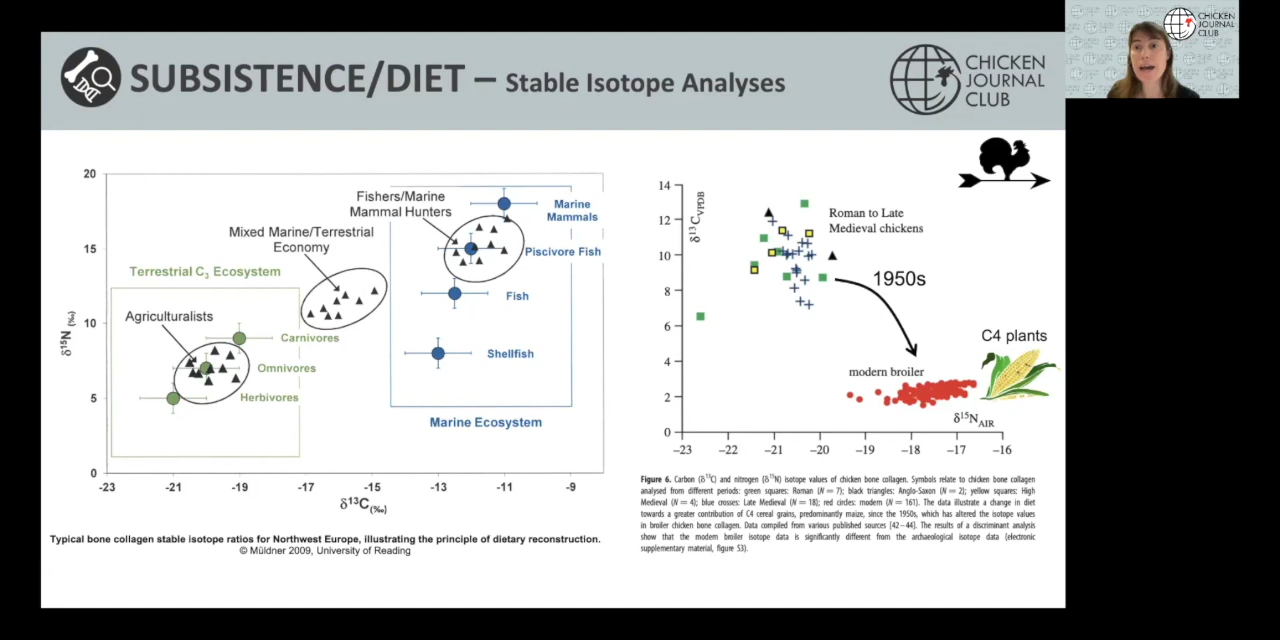 SUBSISTENCE/DIET – Stable Isotope Analyses
CHICKEN
JOURNAL
CLUB
CHICKEN
JOURNAL
CLUB
20
15
10
5
0
δ¹⁵N (‰)
-23
-21
-19
-17
-15
-13
-11
-9
δ¹³C(‰)
Fishers/Marine
Mammal Hunters
Mixed Marine/Terrestrial
Economy
Terrestrial C₃ Ecosystem
Agriculturalists
Carnivores
Omnivores
Herbivores
Marine
Mammals
Piscivore Fish
Fish
Shellfish
Marine Ecosystem
Typical bone collagen stable isotope ratios for Northwest Europe, illustrating the principle of dietary reconstruction.
© Müldner 2009, University of Reading
14
12
10
8
6
4
2
0
δ¹³C_VPDB
Roman to Late
Medieval chickens
1950s
C4 plants
modern broiler
δ¹⁵N_AIR
–23
–22
–21
–20
–19
–18
–17
–16
Figure 6. Carbon (δ¹³C) and nitrogen (δ¹⁵N) isotope values of chicken bone collagen. Symbols relate to chicken bone collagen
analysed from different periods: green squares: Roman (N = 7); black triangles: Anglo-Saxon (N = 2); yellow squares: High
Medieval (N = 4); blue crosses: Late Medieval (N = 18); red circles: modern (N = 161). The data illustrate a change in diet
towards a greater contribution of C4 cereal grains, predominantly maize, since the 1950s, which has altered the isotope values
in broiler chicken bone collagen. Data compiled from various published sources [42–44]. The results of a discriminant analysis
show that the modern broiler isotope data is significantly different from the archaeological isotope data (electronic
supplementary material, figure S3).